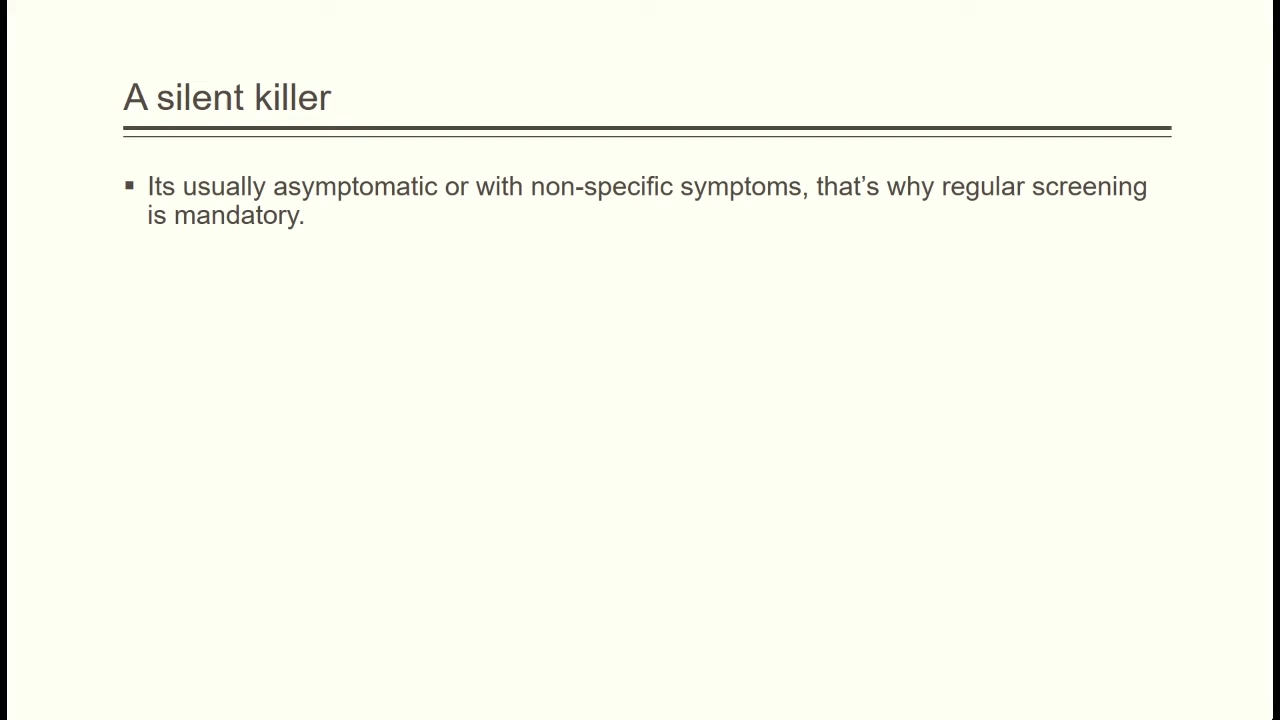 A silent killer
▪ Its usually asymptomatic or with non-specific symptoms, that’s why regular screening
is mandatory.